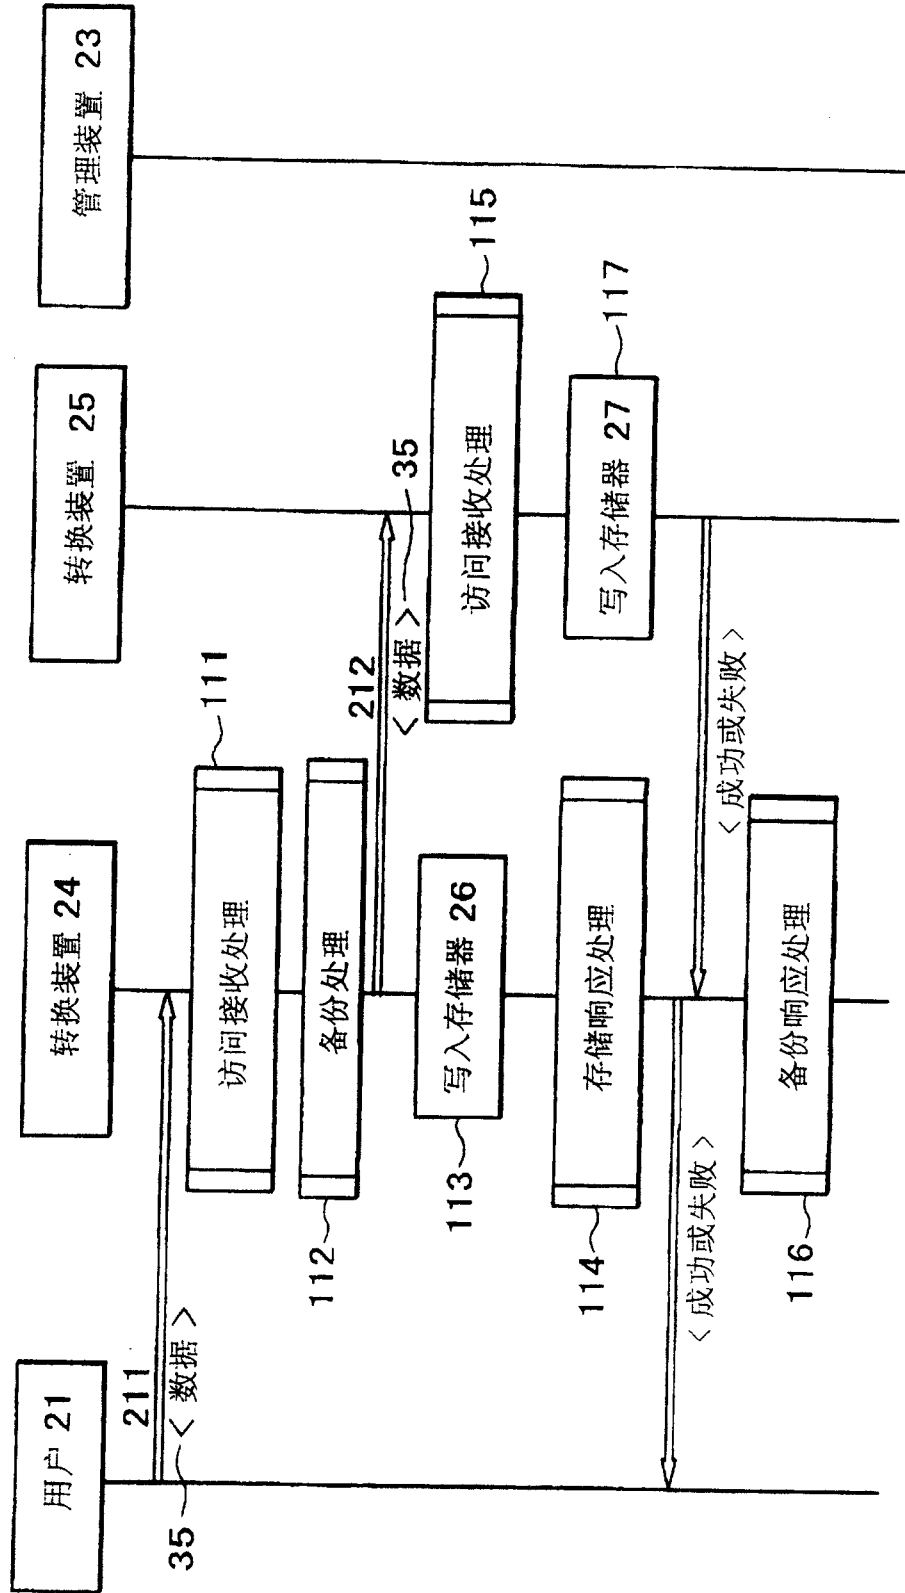 用户 21
转换装置 24
转换装置 25
管理装置 23
211
35
< 数据 >
访问接收处理
111
备份处理
112
212
< 数据 >
35
写入存储器 26
113
访问接收处理
115
存储响应处理
114
写入存储器 27
117
< 成功或失败 >
< 成功或失败 >
备份响应处理
116